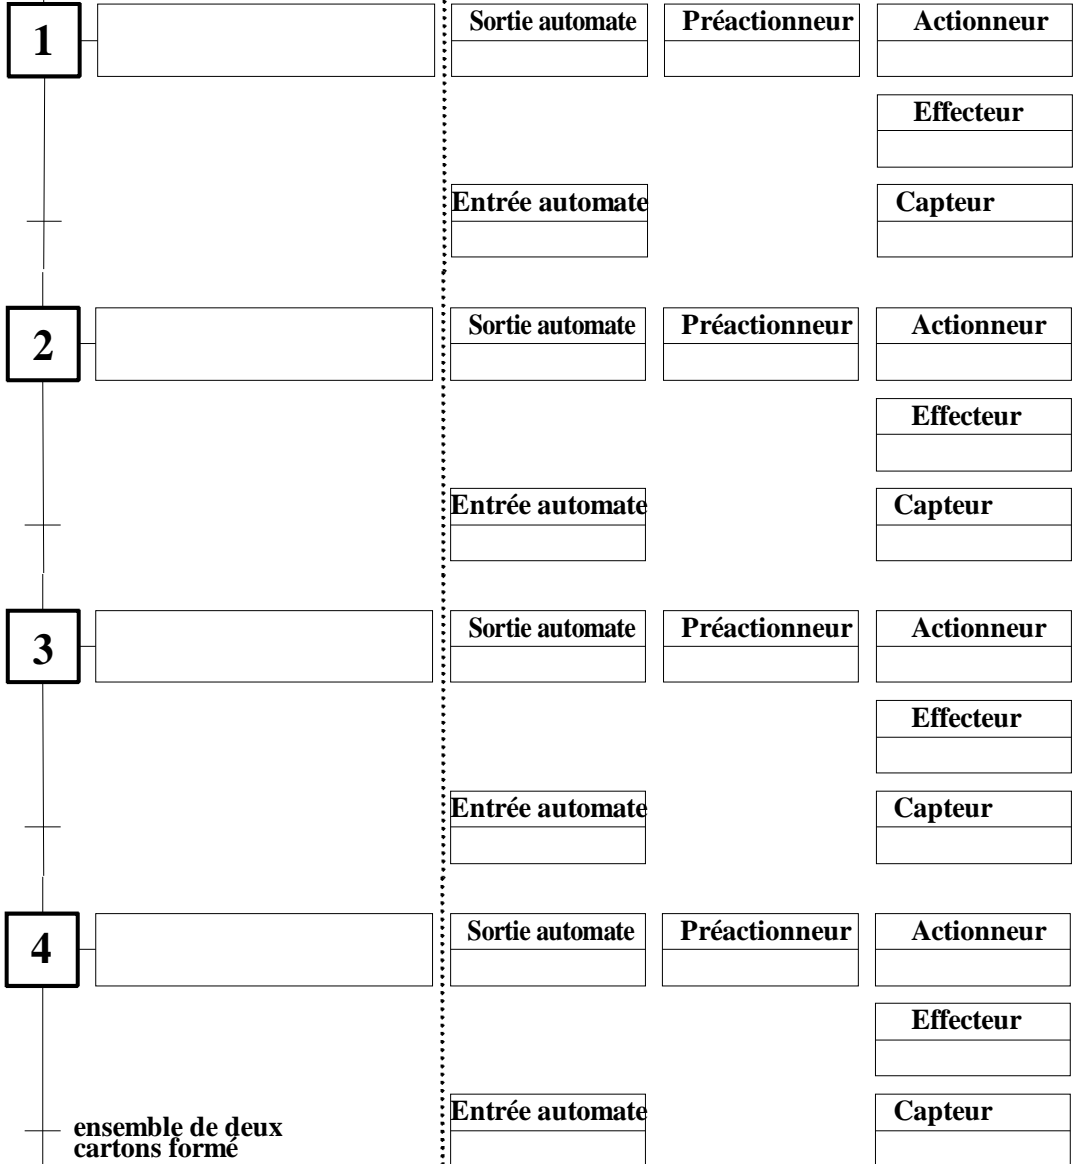 1
Sortie automate
Préactionneur
Actionneur
Effecteur
Entrée automate
Capteur
2
Sortie automate
Préactionneur
Actionneur
Effecteur
Entrée automate
Capteur
3
Sortie automate
Préactionneur
Actionneur
Effecteur
Entrée automate
Capteur
4
Sortie automate
Préactionneur
Actionneur
Effecteur
ensemble de deux
cartons formé
Entrée automate
Capteur